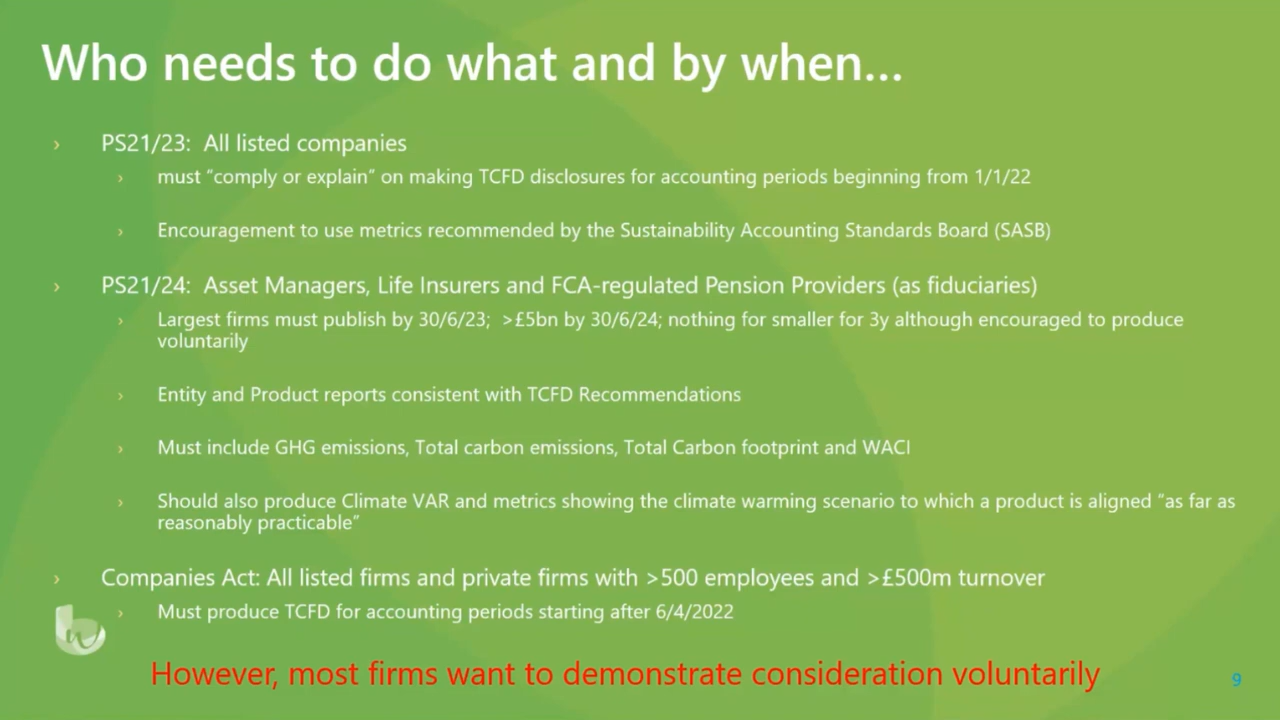 Who needs to do what and by when...
› PS21/23: All listed companies
› must “comply or explain” on making TCFD disclosures for accounting periods beginning from 1/1/22
› Encouragement to use metrics recommended by the Sustainability Accounting Standards Board (SASB)
› PS21/24: Asset Managers, Life Insurers and FCA-regulated Pension Providers (as fiduciaries)
› Largest firms must publish by 30/6/23; >£5bn by 30/6/24; nothing for smaller for 3y although encouraged to produce
voluntarily
› Entity and Product reports consistent with TCFD Recommendations
› Must include GHG emissions, Total carbon emissions, Total Carbon footprint and WACI
› Should also produce Climate VAR and metrics showing the climate warming scenario to which a product is aligned “as far as
reasonably practicable”
› Companies Act: All listed firms and private firms with >500 employees and >£500m turnover
› Must produce TCFD for accounting periods starting after 6/4/2022
However, most firms want to demonstrate consideration voluntarily
9